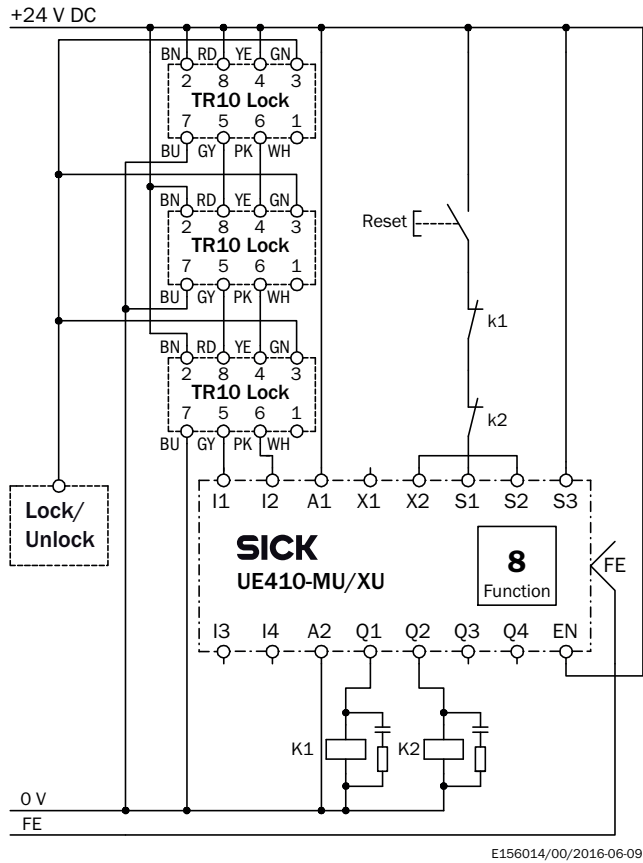 +24 V DC
BN RD YE GN
2 8 4 3
TR10 Lock
7 5 6 1
BU GY PK WH
BN RD YE GN
2 8 4 3
TR10 Lock
7 5 6 1
BU GY PK WH
Reset
k1
BN RD YE GN
2 8 4 3
TR10 Lock
7 5 6 1
BU GY PK WH
k2
Lock/
Unlock
I1 I2 A1 X1 X2 S1 S2 S3
SICK
UE410-MU/XU
8
Function
FE
I3 I4 A2 Q1 Q2 Q3 Q4 EN
K1 K2
0 V
FE
E156014/00/2016-06-09